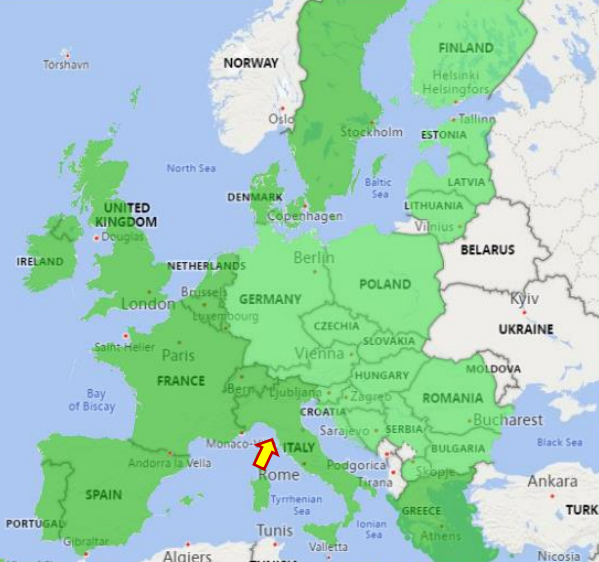 FINLAND
NORWAY
Torshavn
Helsinki
Helsingfors
Oslo
Tallinn
Stockholm
ESTONIA
North Sea
Baltic
Sea
LATVIA
DENMARK
UNITED
KINGDOM
LITHUANIA
Copenhagen
Vilnius
Douglas
BELARUS
IRELAND
NETHERLANDS
Berlin
POLAND
Brussels
London
GERMANY
Kyiv
Luxembourg
CZECHIA
UKRAINE
Saint Helier
Paris
SLOVAKIA
Vienna
MOLDOVA
FRANCE
HUNGARY
Bern
Ljubljana
Zagreb
ROMANIA
Bay
of Biscay
CROATIA
Bucharest
SERBIA
Sarajevo
Monaco-V
ITALY
BULGARIA
Black Sea
Andorra la Vella
Podgorica
Rome
Skopje
Tirana
Ankara
SPAIN
Tyrrhenian
Sea
GREECE
TURK
PORTUGAL
Ionian
Sea
Athens
Tunis
Gibraltar
Valletta
Algiers
Nicosia